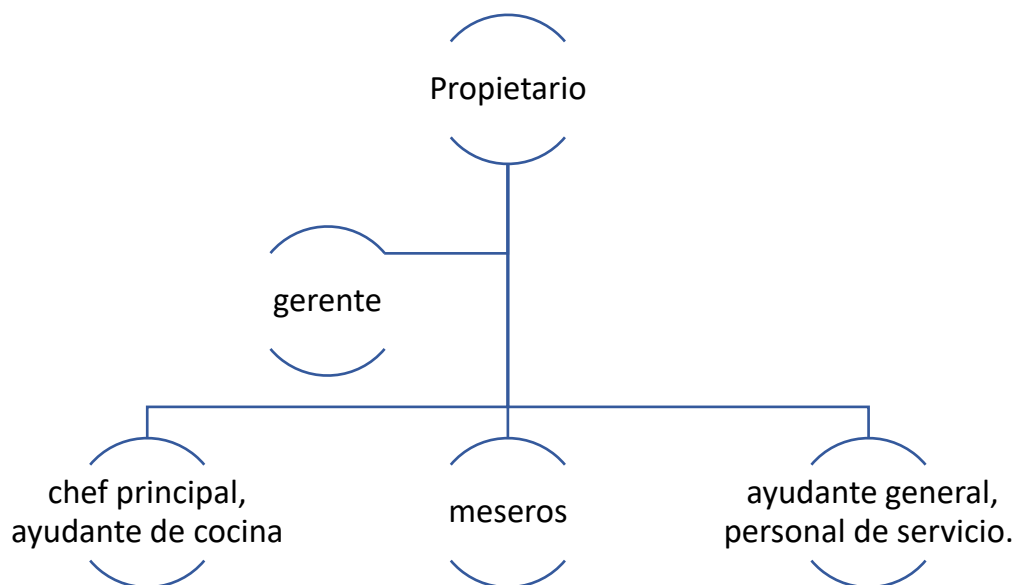 Propietario
gerente
chef principal,
ayudante de cocina
meseros
ayudante general,
personal de servicio.